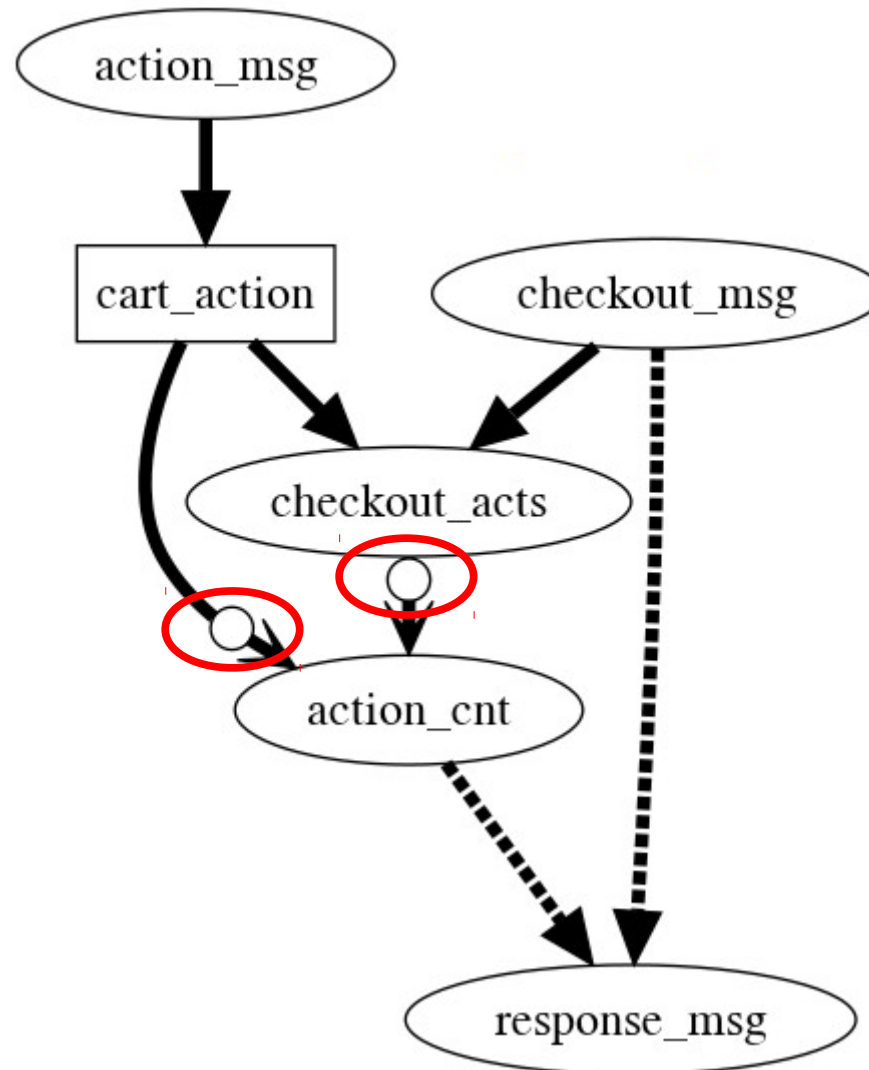 action_msg
cart_action
checkout_msg
checkout_acts
action_cnt
response_msg